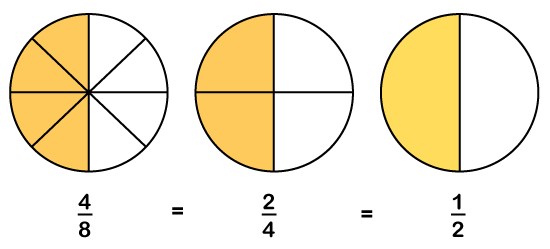 4/8 = 2/4 = 1/2